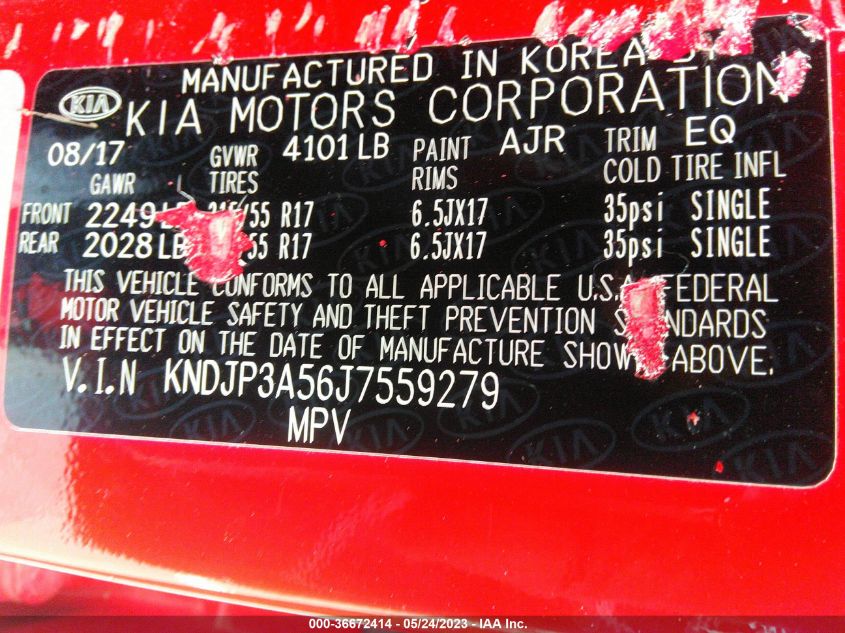 MANUFACTURED IN KOREA BY
KIA KIA MOTORS CORPORATION
08/17 GVWR 4101 LB PAINT AJR TRIM EQ
GAWR TIRES RIMS COLD TIRE INFL
FRONT 2249 R17 6.5JX17 35psi SINGLE
REAR 2028 LB R17 6.5JX17 35psi SINGLE
THIS VEHICLE CONFORMS TO ALL APPLICABLE U.S.A. FEDERAL
MOTOR VEHICLE SAFETY AND THEFT PREVENTION STANDARDS
IN EFFECT ON THE DATE OF MANUFACTURE SHOWN ABOVE.
V.I.N KNDJP3A56J7559279
MPV
000-36672414 - 05/24/2023 - IAA Inc.